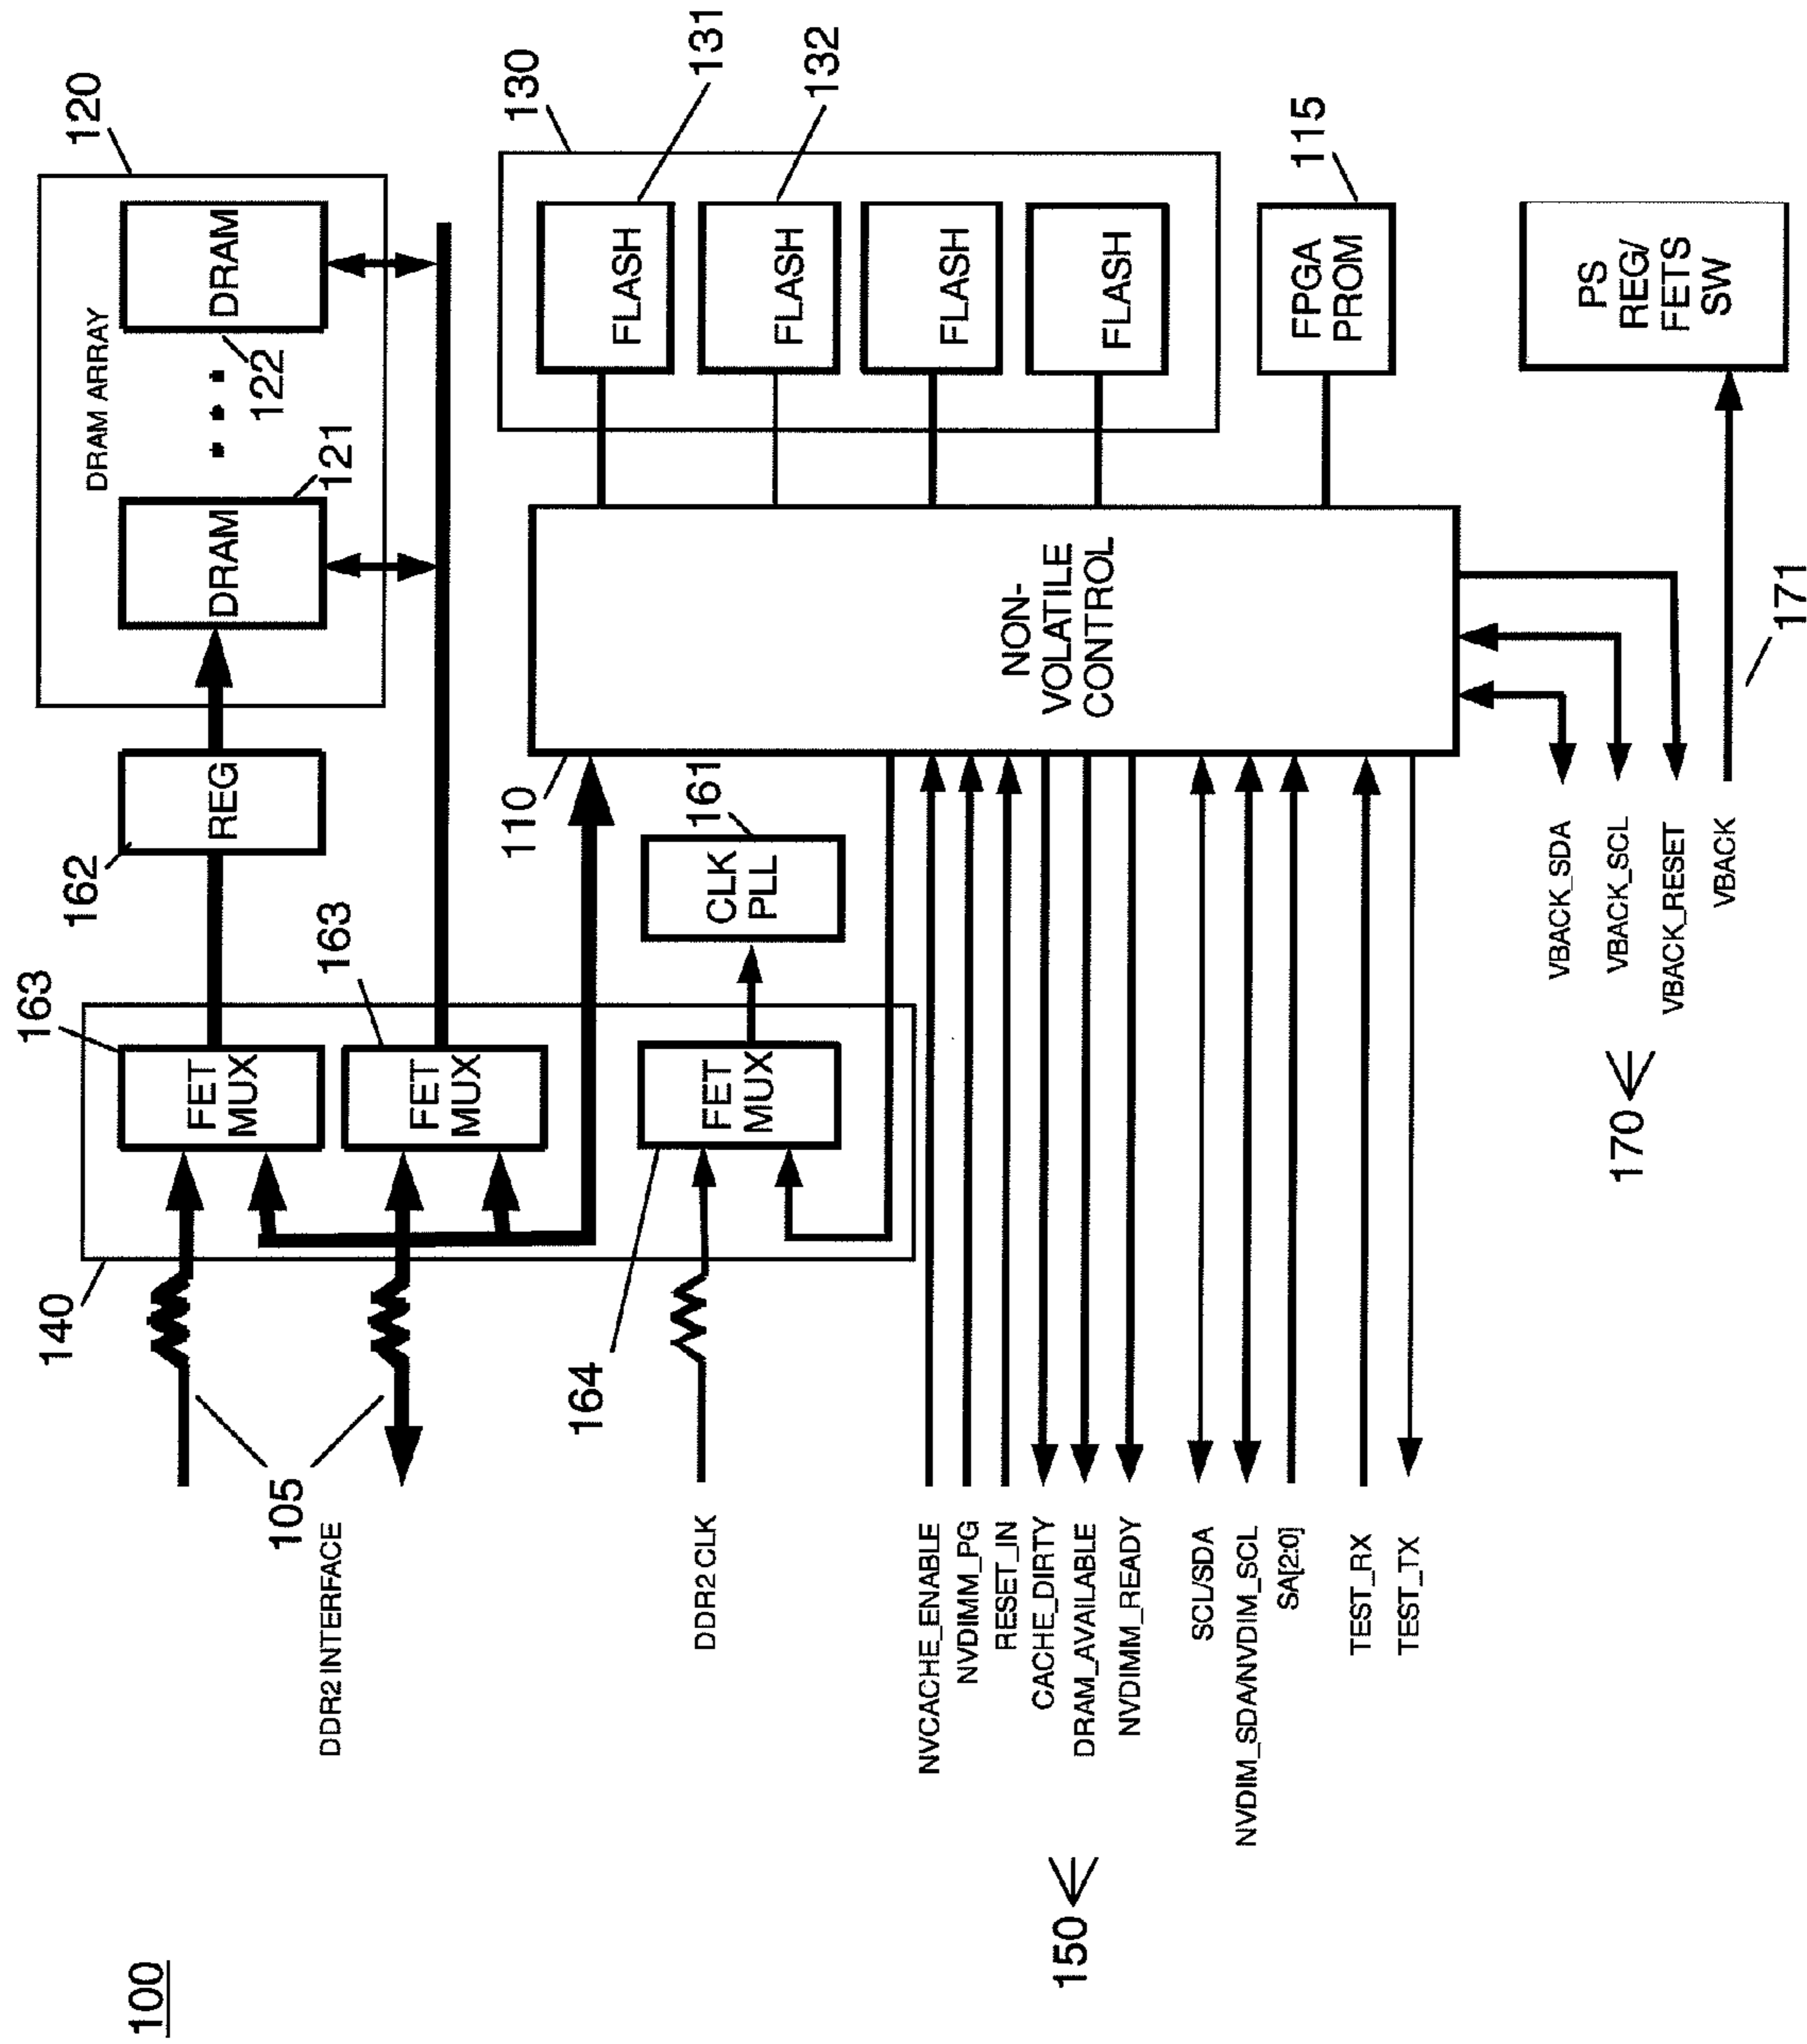 100
120
DRAM ARRAY
DRAM
121
DRAM
122
162
REG
163
FET
MUX
163
FET
MUX
140
105
DDR2 INTERFACE
130
131
132
FLASH
FLASH
FLASH
FLASH
115
FPGA
PROM
110
NON-
VOLATILE
CONTROL
161
CLK
PLL
164
FET
MUX
DDR2 CLK
NVCACHE_ENABLE
NVDIMM_PG
RESET_IN
CACHE_DIRTY
DRAM_AVAILABLE
NVDIMM_READY
150
SCL/SDA
NVDIM_SDA/NVDIM_SCL
SA[2:0]
TEST_RX
TEST_TX
VBACK_SDA
VBACK_SCL
VBACK_RESET
VBACK
170
171
PS
REG/
FETS
SW